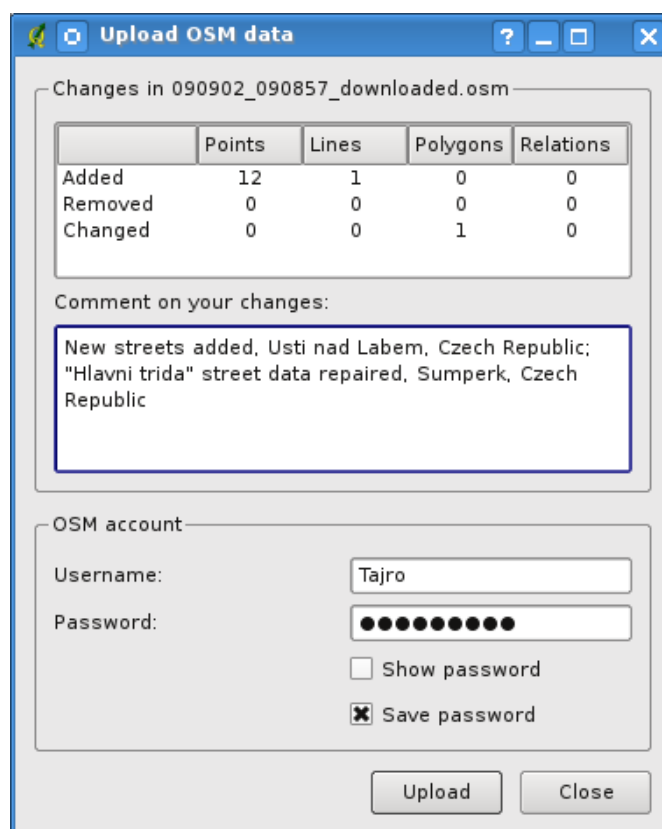 Upload OSM data
Changes in 090902_090857_downloaded.osm
Points Lines Polygons Relations
Added 12 1 0 0
Removed 0 0 0 0
Changed 0 0 1 0
Comment on your changes:
New streets added, Usti nad Labem, Czech Republic;
"Hlavni trida" street data repaired, Sumperk, Czech
Republic
OSM account
Username: Tajro
Password: ●●●●●●●●●
Show password
Save password
Upload Close